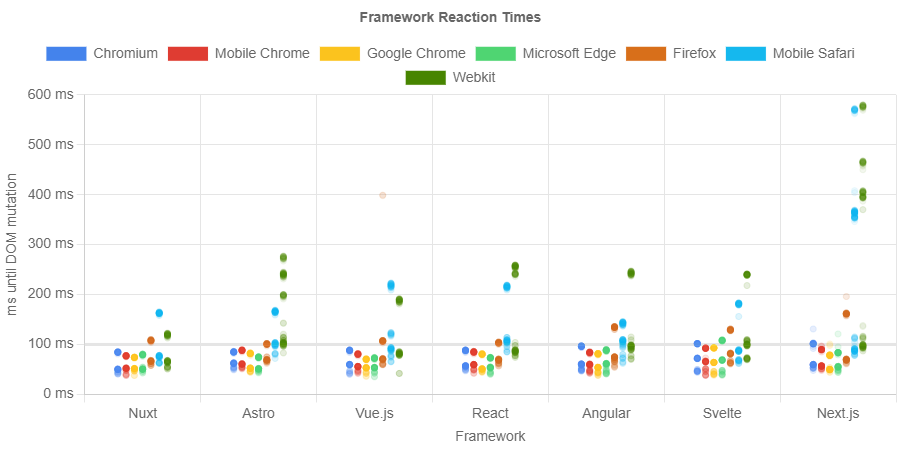 Framework Reaction Times
Chromium Mobile Chrome Google Chrome Microsoft Edge Firefox Mobile Safari
Webkit
600 ms
500 ms
400 ms
300 ms
200 ms
100 ms
0 ms
ms until DOM mutation
Nuxt Astro Vue.js React Angular Svelte Next.js
Framework